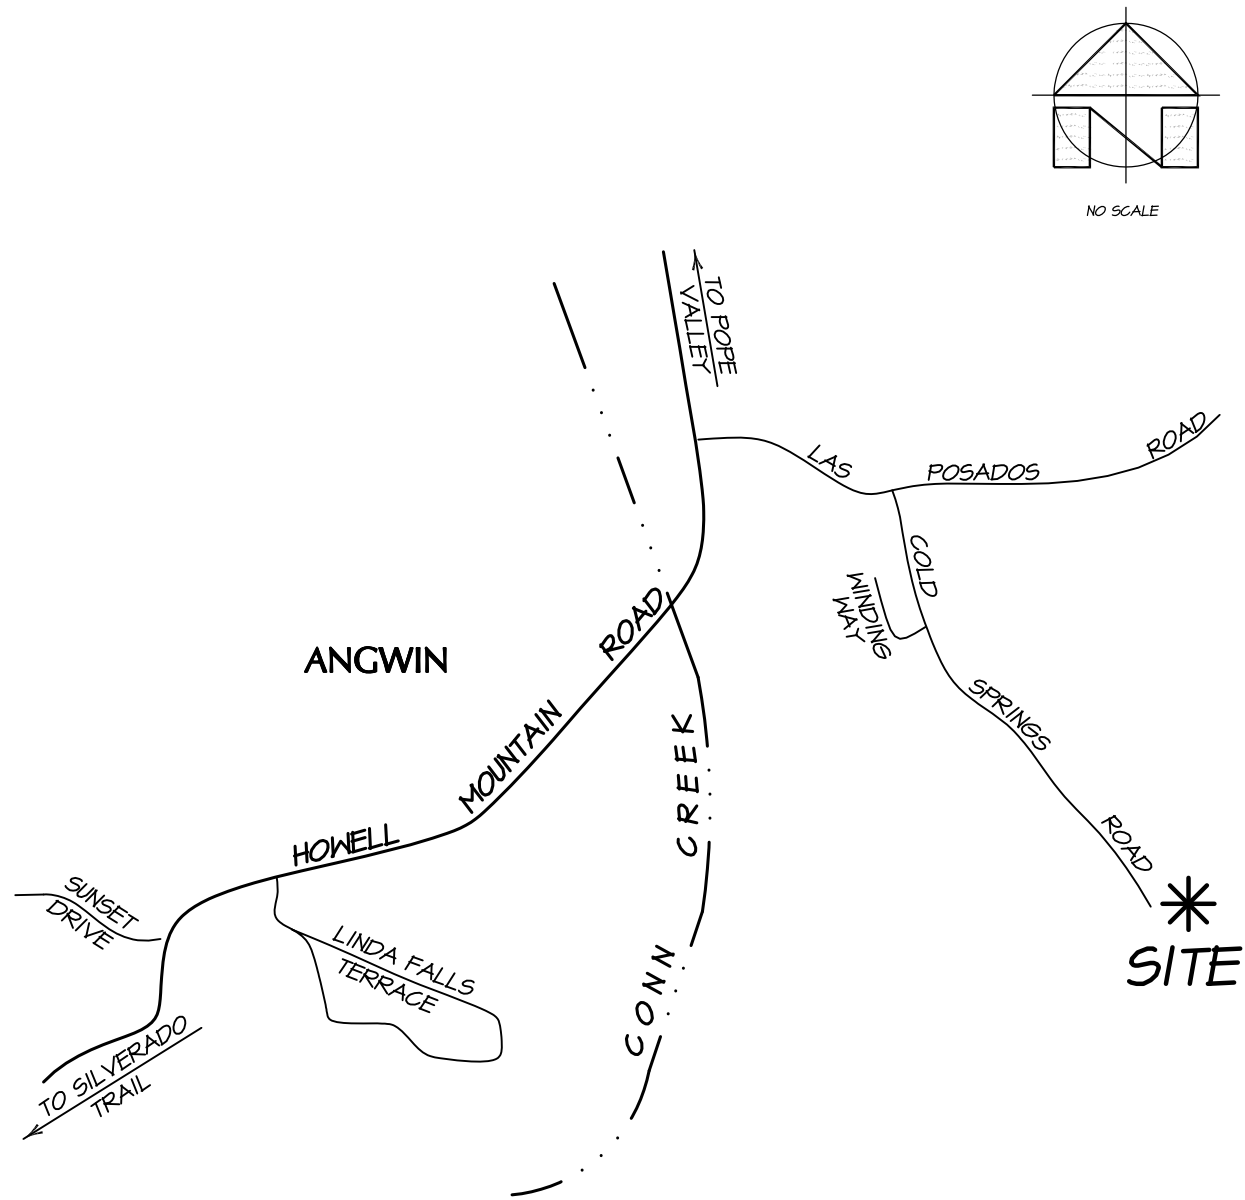 N
NO SCALE
TO POPE
VALLEY
LAS POSADOS ROAD
COLD SPRINGS ROAD
WINDING
WAY
ANGWIN
HOWELL MOUNTAIN ROAD
CONN CREEK
SUNSET
DRIVE
LINDA FALLS
TERRACE
SITE
TO SILVERADO
TRAIL